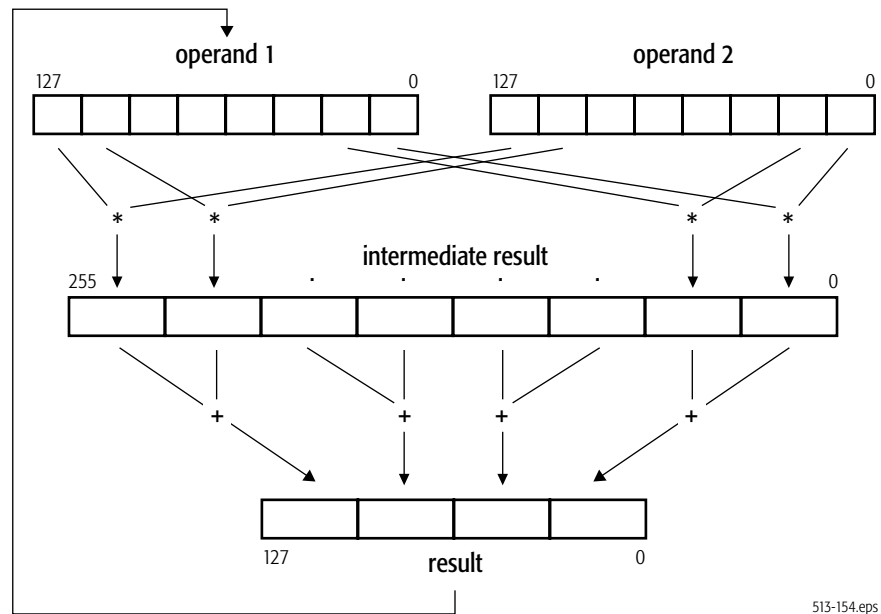 operand 1 operand 2
127 0 127 0
* * * *
intermediate result
255 . . . . 0
+ + + +
127 result 0
513-154.eps